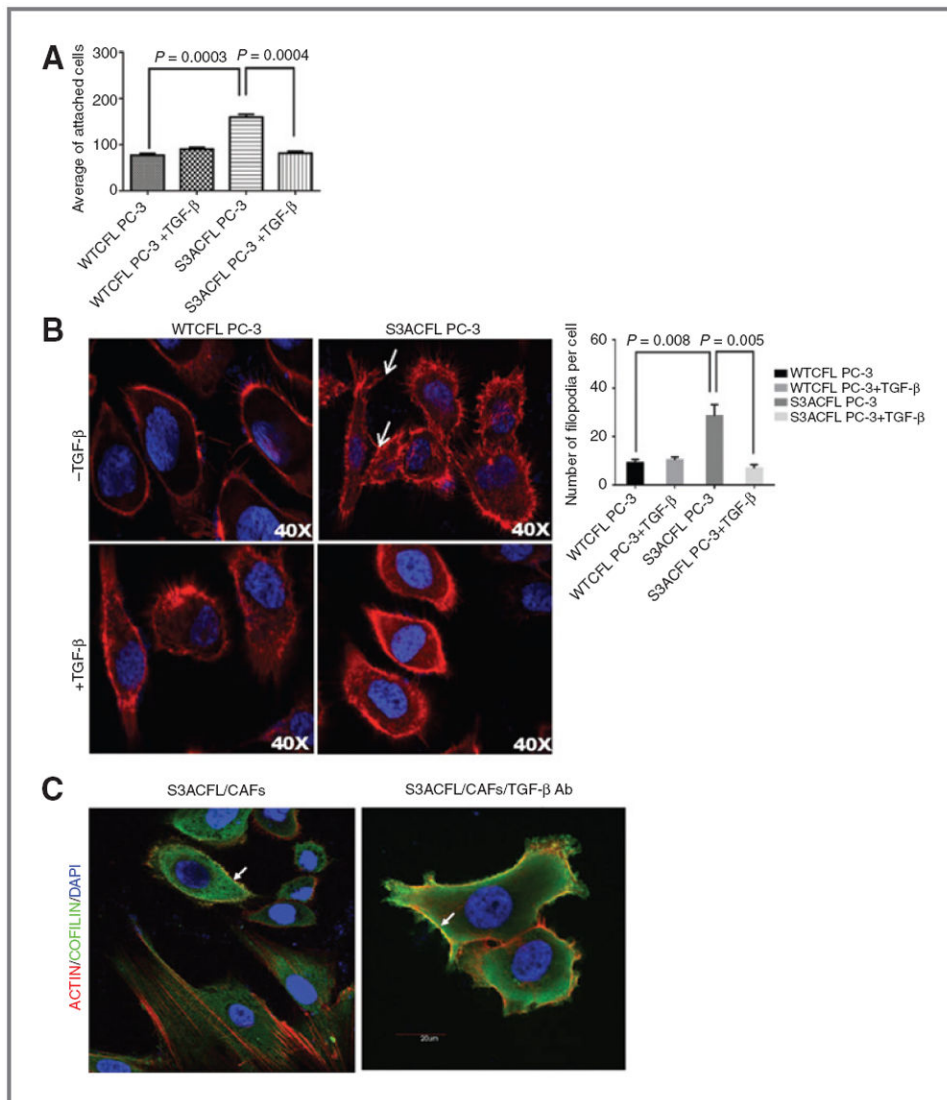 A
300
200
100
0
Average of attached cells
P = 0.0003
P = 0.0004
WTCFL PC-3
WTCFL PC-3 +TGF-β
S3ACFL PC-3
S3ACFL PC-3 +TGF-β
B
WTCFL PC-3
S3ACFL PC-3
–TGF-β
40X
40X
+TGF-β
40X
40X
60
40
20
0
Number of filopodia per cell
P = 0.008
P = 0.005
WTCFL PC-3
WTCFL PC-3+TGF-β
S3ACFL PC-3
S3ACFL PC-3+TGF-β
WTCFL PC-3
WTCFL PC-3+TGF-β
S3ACFL PC-3
S3ACFL PC-3+TGF-β
C
S3ACFL/CAFs
S3ACFL/CAFs/TGF-β Ab
ACTIN/COFILIN/DAPI
20µm